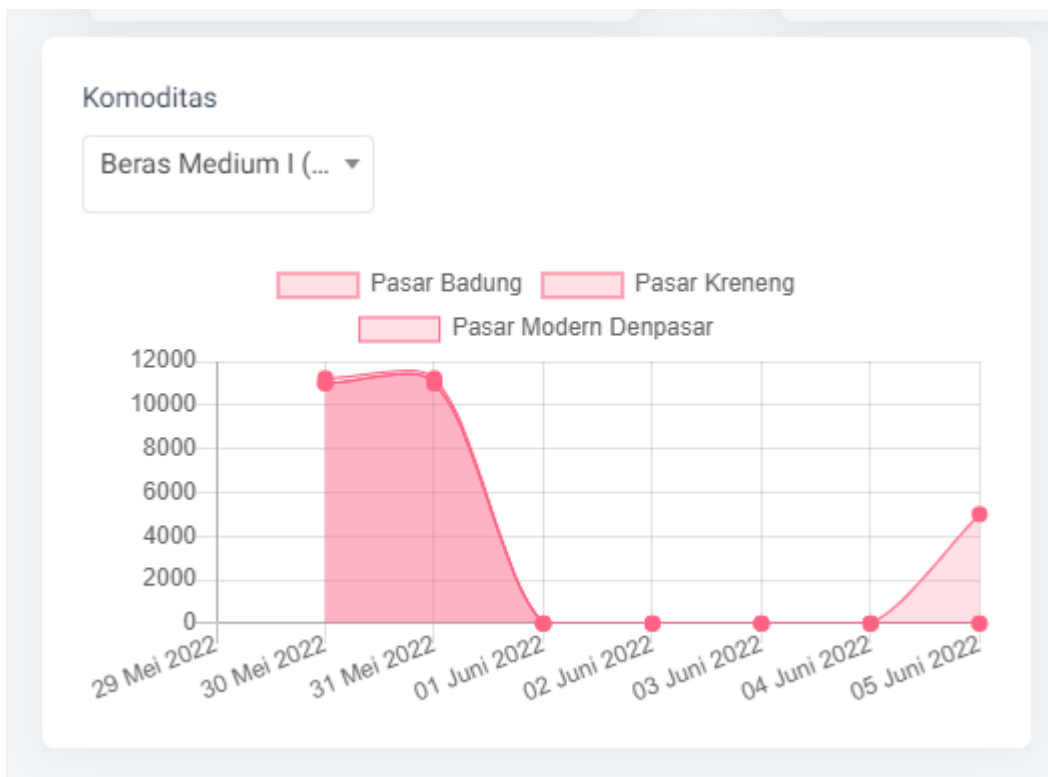 Komoditas
Beras Medium I (...
Pasar Badung Pasar Kreneng
Pasar Modern Denpasar
12000
10000
8000
6000
4000
2000
0
29 Mei 2022 30 Mei 2022 31 Mei 2022 01 Juni 2022 02 Juni 2022 03 Juni 2022 04 Juni 2022 05 Juni 2022